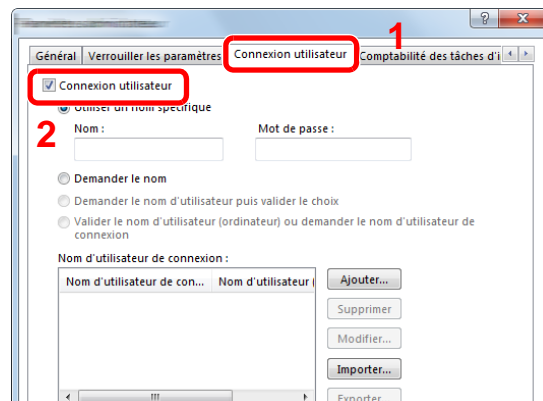 1
Général Verrouiller les paramètres Connexion utilisateur Comptabilité des tâches d'i
Connexion utilisateur
Utiliser un nom spécifique
2
Nom : Mot de passe :
Demander le nom
Demander le nom d'utilisateur puis valider le choix
Valider le nom d'utilisateur (ordinateur) ou demander le nom d'utilisateur de
connexion
Nom d'utilisateur de connexion :
Nom d'utilisateur de con... Nom d'utilisateur Ajouter...
Supprimer
Modifier...
Importer...
Exporter...